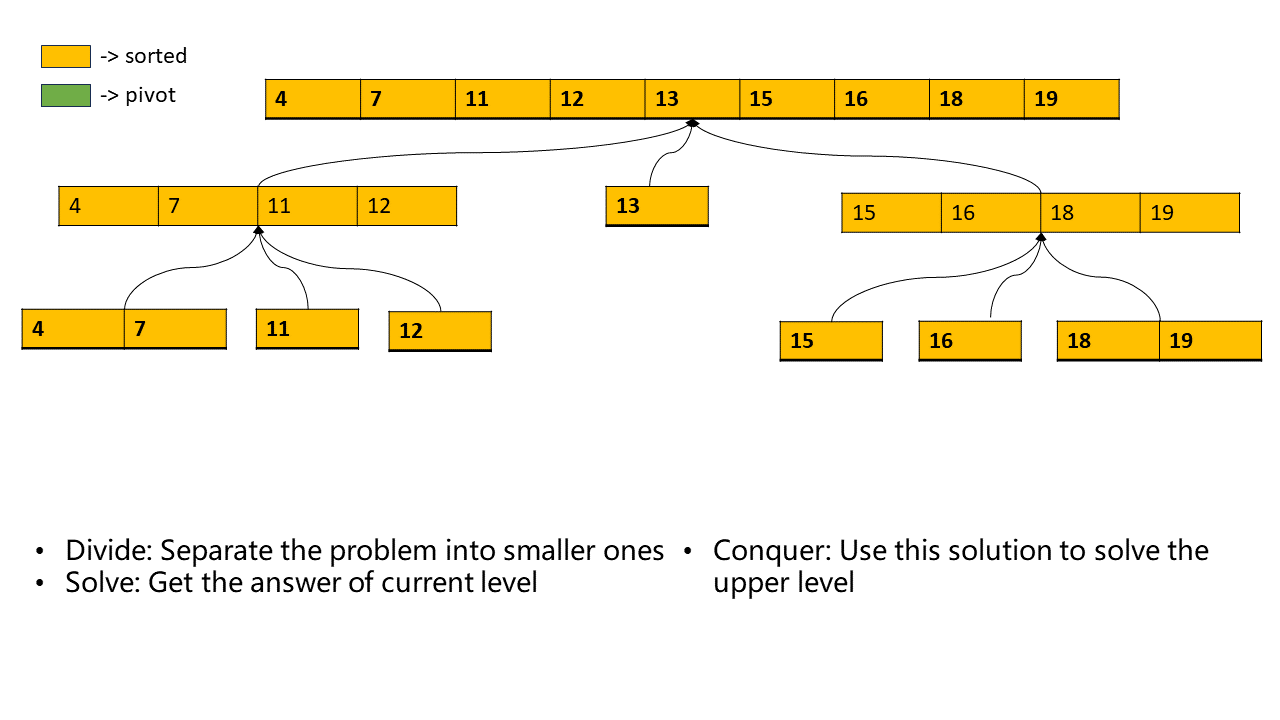 -> sorted
-> pivot
4 7 11 12 13 15 16 18 19
4 7 11 12
13
15 16 18 19
4 7
11
12
15
16
18 19
• Divide: Separate the problem into smaller ones
• Solve: Get the answer of current level
• Conquer: Use this solution to solve the
upper level